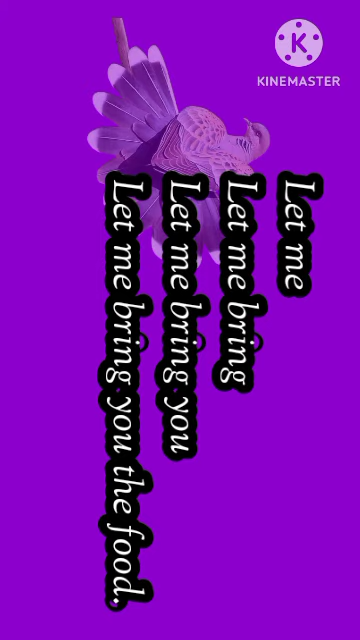 KINEMASTER
Let me
Let me bring
Let me bring you
Let me bring you the food.